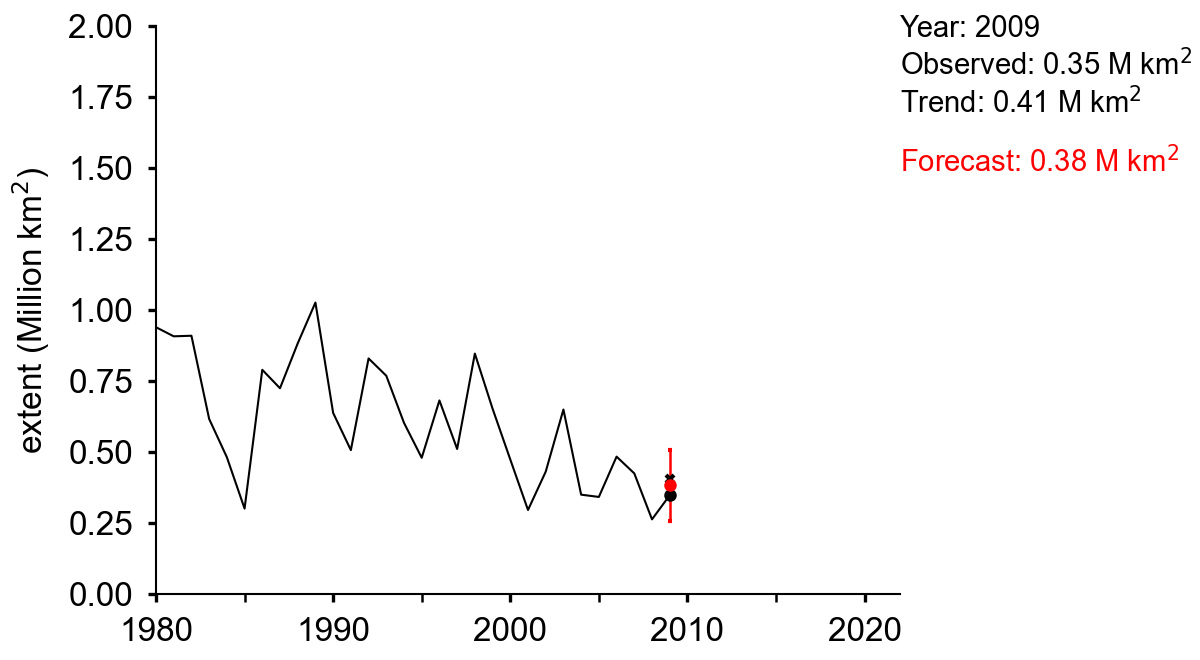 2.00
1.75
1.50
1.25
1.00
0.75
0.50
0.25
0.00
1980
1990
2000
2010
2020
extent (Million km²)
Year: 2009
Observed: 0.35 M km²
Trend: 0.41 M km²
Forecast: 0.38 M km²